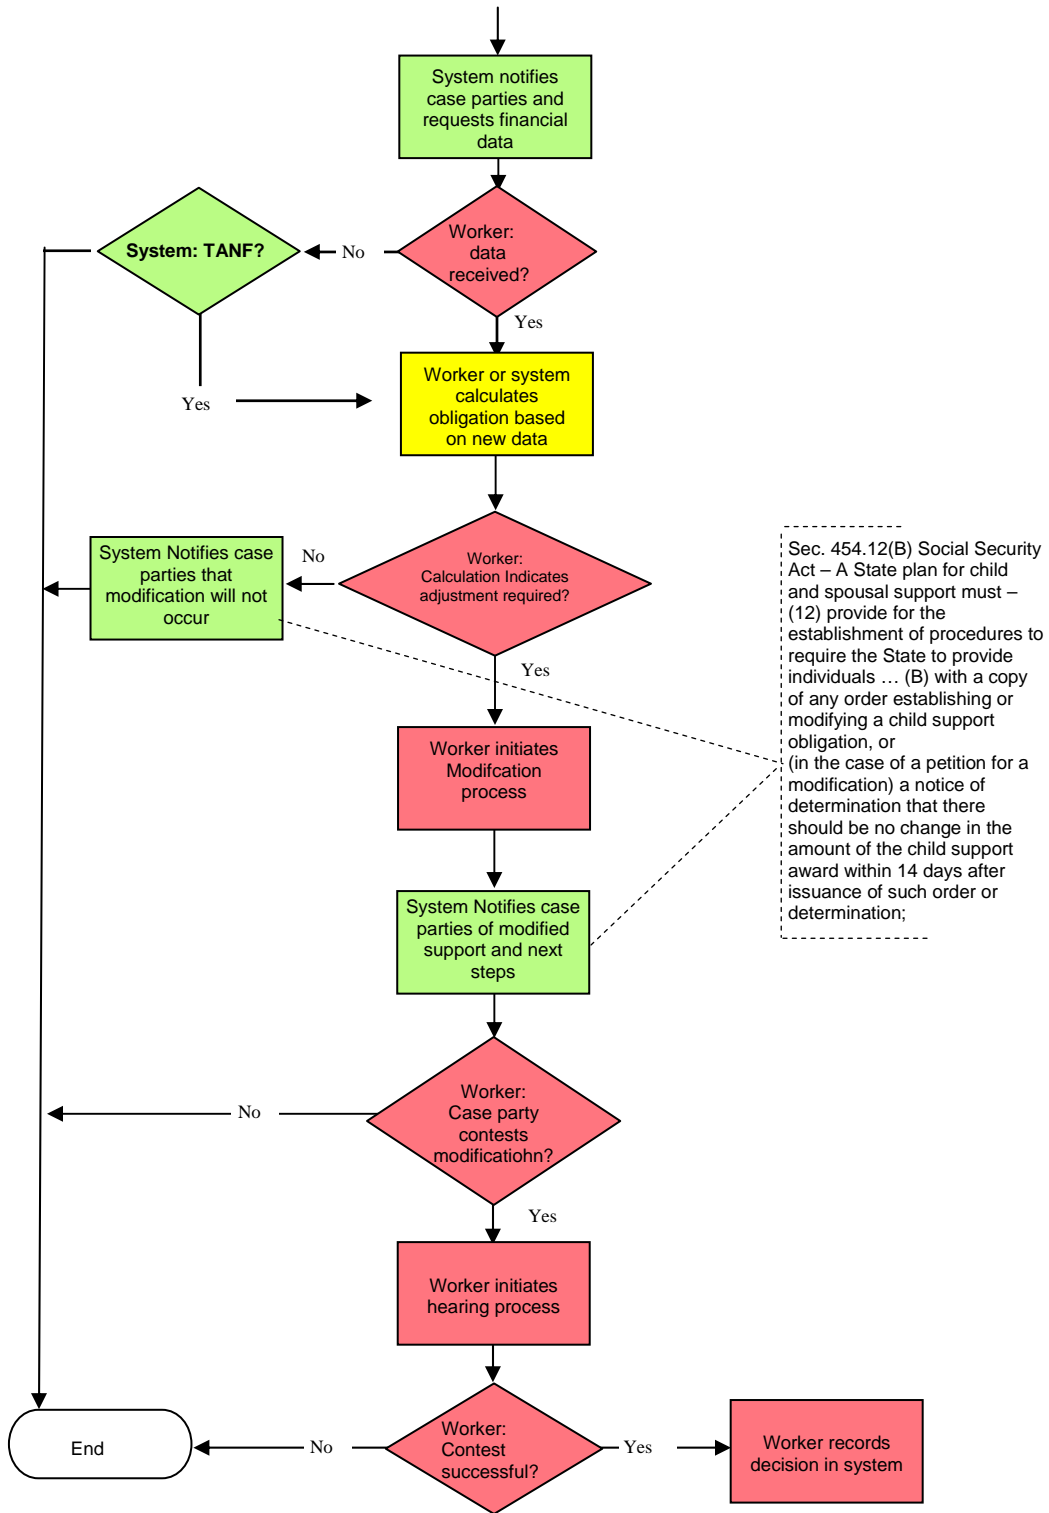 System notifies
case parties and
requests financial
data
Worker:
data
received?
No
System: TANF?
Yes
Yes
Worker or system
calculates
obligation based
on new data
Worker:
Calculation Indicates
adjustment required?
No
System Notifies case
parties that
modification will not
occur
Yes
Sec. 454.12(B) Social Security
Act – A State plan for child
and spousal support must –
(12) provide for the
establishment of procedures to
require the State to provide
individuals … (B) with a copy
of any order establishing or
modifying a child support
obligation, or
(in the case of a petition for a
modification) a notice of
determination that there
should be no change in the
amount of the child support
award within 14 days after
issuance of such order or
determination;
Worker initiates
Modifcation
process
System Notifies case
parties of modified
support and next
steps
Worker:
Case party
contests
modificatiohn?
No
Yes
Worker initiates
hearing process
Worker:
Contest
successful?
No
End
Yes
Worker records
decision in system